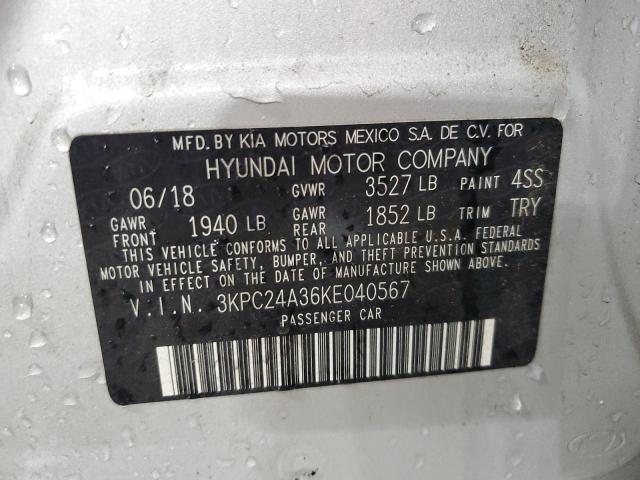 MFD. BY KIA MOTORS MEXICO S.A. DE C.V. FOR
HYUNDAI MOTOR COMPANY
06/18 GVWR 3527 LB PAINT 4SS
GAWR FRONT 1940 LB GAWR REAR 1852 LB TRIM TRY
THIS VEHICLE CONFORMS TO ALL APPLICABLE U.S.A. FEDERAL
MOTOR VEHICLE SAFETY, BUMPER, AND THEFT PREVENTION STANDARDS
IN EFFECT ON THE DATE OF MANUFACTURE SHOWN ABOVE.
V.I.N. 3KPC24A36KE040567
PASSENGER CAR